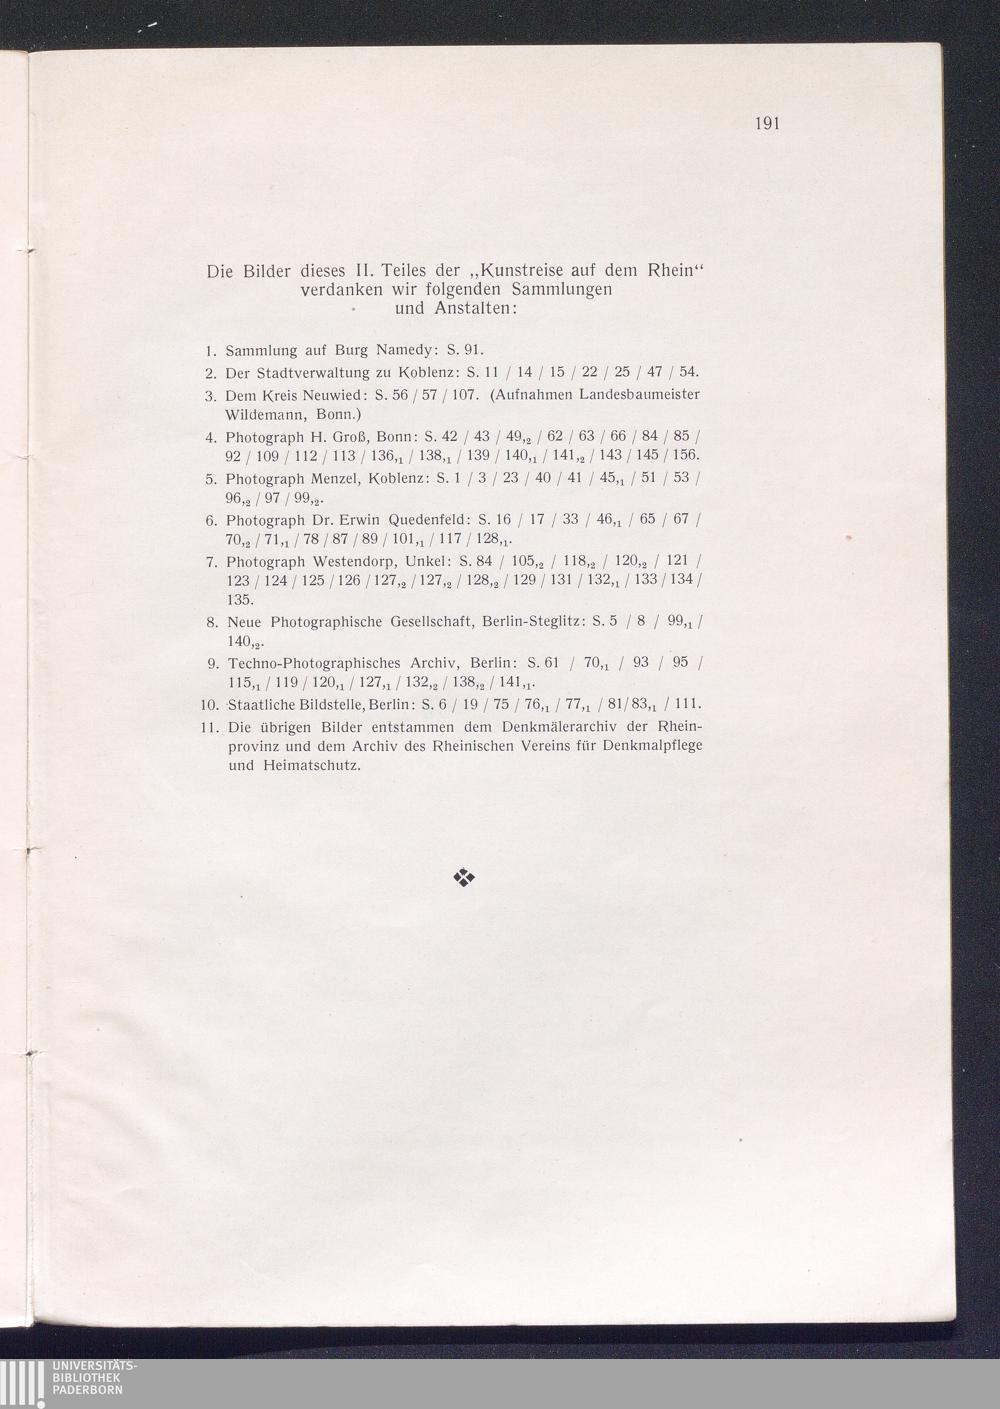 191
Die Bilder dieses II. Teiles der ,,Kunstreise auf dem Rhein“
verdanken wir folgenden Sammlungen
und Anstalten:
1. Sammlung auf Burg Namedy: S. 91.
2. Der Stadtverwaltung zu Koblenz: S. 11 / 14 / 15 / 22 / 25 / 47 / 54.
3. Dem Kreis Neuwied: S. 56 / 57 / 107. (Aufnahmen Landesbaumeister
Wildemann, Bonn.)
4. Photograph H. Groß, Bonn: S. 42 / 43 / 49,₂ / 62 / 63 / 66 / 84 / 85 /
92 / 109 / 112 / 113 / 136,₁ / 138,₁ / 139 / 140,₁ / 141,₂ / 143 / 145 / 156.
5. Photograph Menzel, Koblenz: S. 1 / 3 / 23 / 40 / 41 / 45,₁ / 51 / 53 /
96,₂ / 97 / 99,₂.
6. Photograph Dr. Erwin Quedenfeld: S. 16 / 17 / 33 / 46,₁ / 65 / 67 /
70,₂ / 71,₁ / 78 / 87 / 89 / 101,₁ / 117 / 128,₁.
7. Photograph Westendorp, Unkel: S. 84 / 105,₂ / 118,₂ / 120,₂ / 121 /
123 / 124 / 125 / 126 / 127,₂ / 127,₂ / 128,₂ / 129 / 131 / 132,₁ / 133 / 134 /
135.
8. Neue Photographische Gesellschaft, Berlin-Steglitz: S. 5 / 8 / 99,₁ /
140,₂.
9. Techno-Photographisches Archiv, Berlin: S. 61 / 70,₁ / 93 / 95 /
115,₁ / 119 / 120,₁ / 127,₁ / 132,₂ / 138,₂ / 141,₁.
10. Staatliche Bildstelle, Berlin: S. 6 / 19 / 75 / 76,₁ / 77,₁ / 81/ 83,₁ / 111.
11. Die übrigen Bilder entstammen dem Denkmälerarchiv der Rhein-
provinz und dem Archiv des Rheinischen Vereins für Denkmalpflege
und Heimatschutz.
UNIVERSITÄTS-
BIBLIOTHEK
PADERBORN